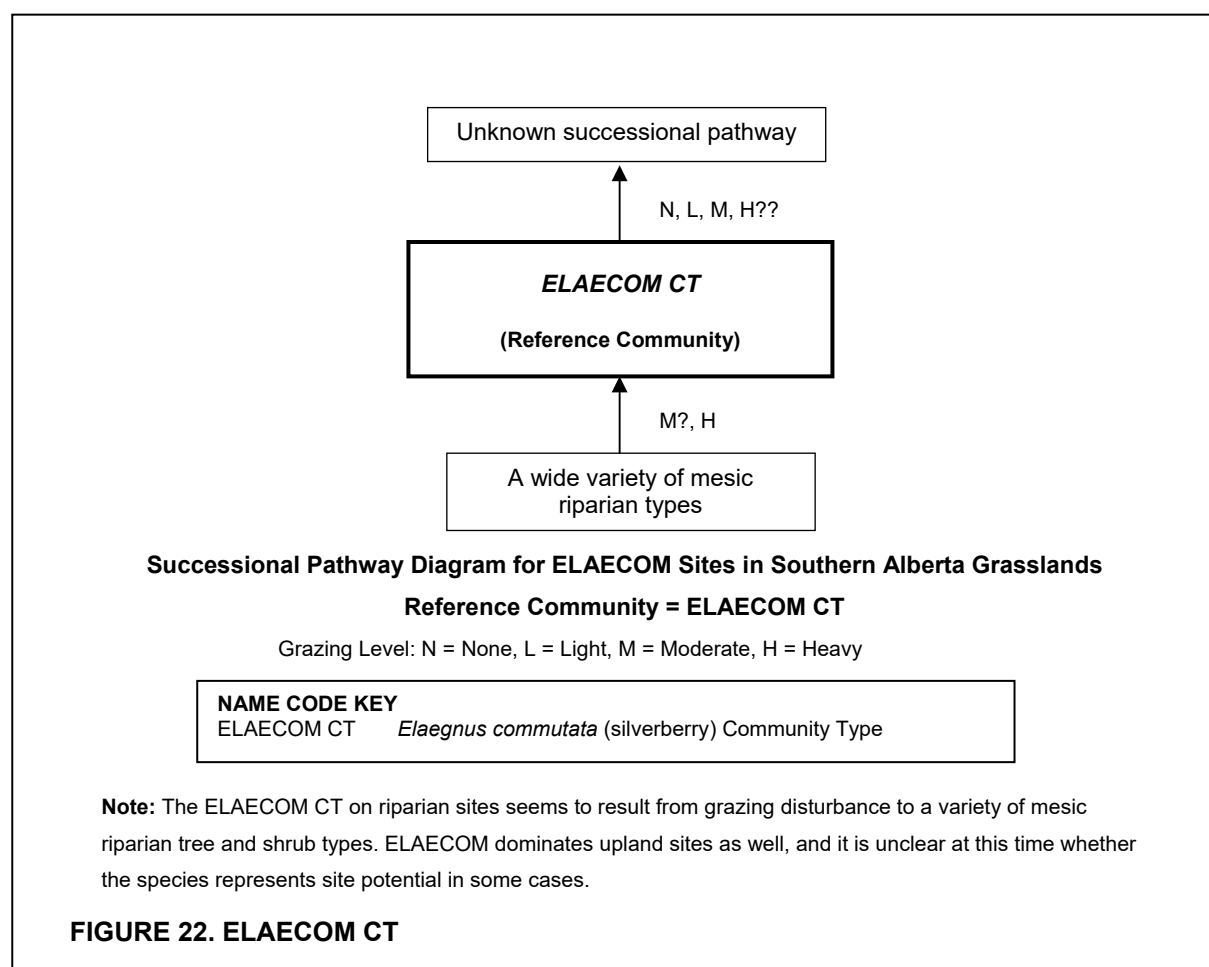 Unknown successional pathway
N, L, M, H??
ELAECOM CT
(Reference Community)
M?, H
A wide variety of mesic
riparian types
Successional Pathway Diagram for ELAECOM Sites in Southern Alberta Grasslands
Reference Community = ELAECOM CT
Grazing Level: N = None, L = Light, M = Moderate, H = Heavy
NAME CODE KEY
ELAECOM CT Elaegnus commutata (silverberry) Community Type
Note: The ELAECOM CT on riparian sites seems to result from grazing disturbance to a variety of mesic
riparian tree and shrub types. ELAECOM dominates upland sites as well, and it is unclear at this time whether
the species represents site potential in some cases.
FIGURE 22. ELAECOM CT